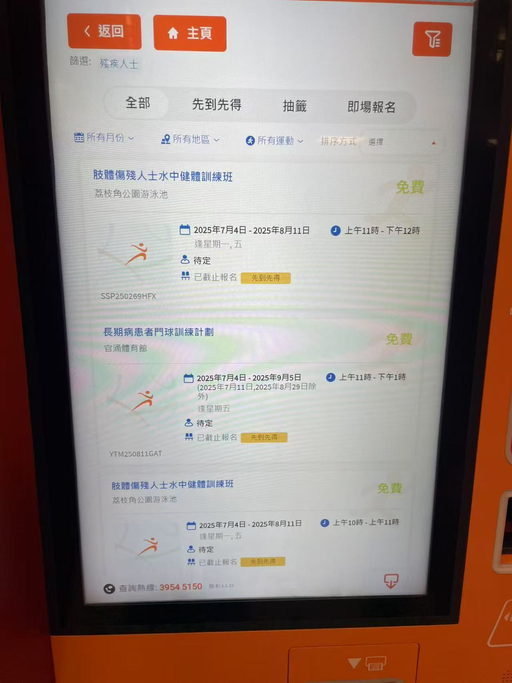 返回
主頁
篩選: 殘疾人士
全部 先到先得 抽籤 即場報名
所有月份 所有地區 所有運動 排序方式 選擇
肢體傷殘人士水中健體訓練班
免費
荔枝角公園游泳池
2025年7月4日 - 2025年8月11日 上午11時 - 下午12時
逢星期一, 五
待定
已截止報名 先到先得
SSP250269HFX
長期病患者門球訓練計劃
免費
官涌體育館
2025年7月4日 - 2025年9月5日 上午11時 - 下午1時
(2025年7月11日,2025年8月29日除
外)
逢星期五
待定
已截止報名 先到先得
YTM250811GAT
肢體傷殘人士水中健體訓練班
免費
荔枝角公園游泳池
2025年7月4日 - 2025年8月11日 上午10時 - 上午11時
逢星期一, 五
待定
已截止報名 先到先得
查詢熱線: 3954 5150